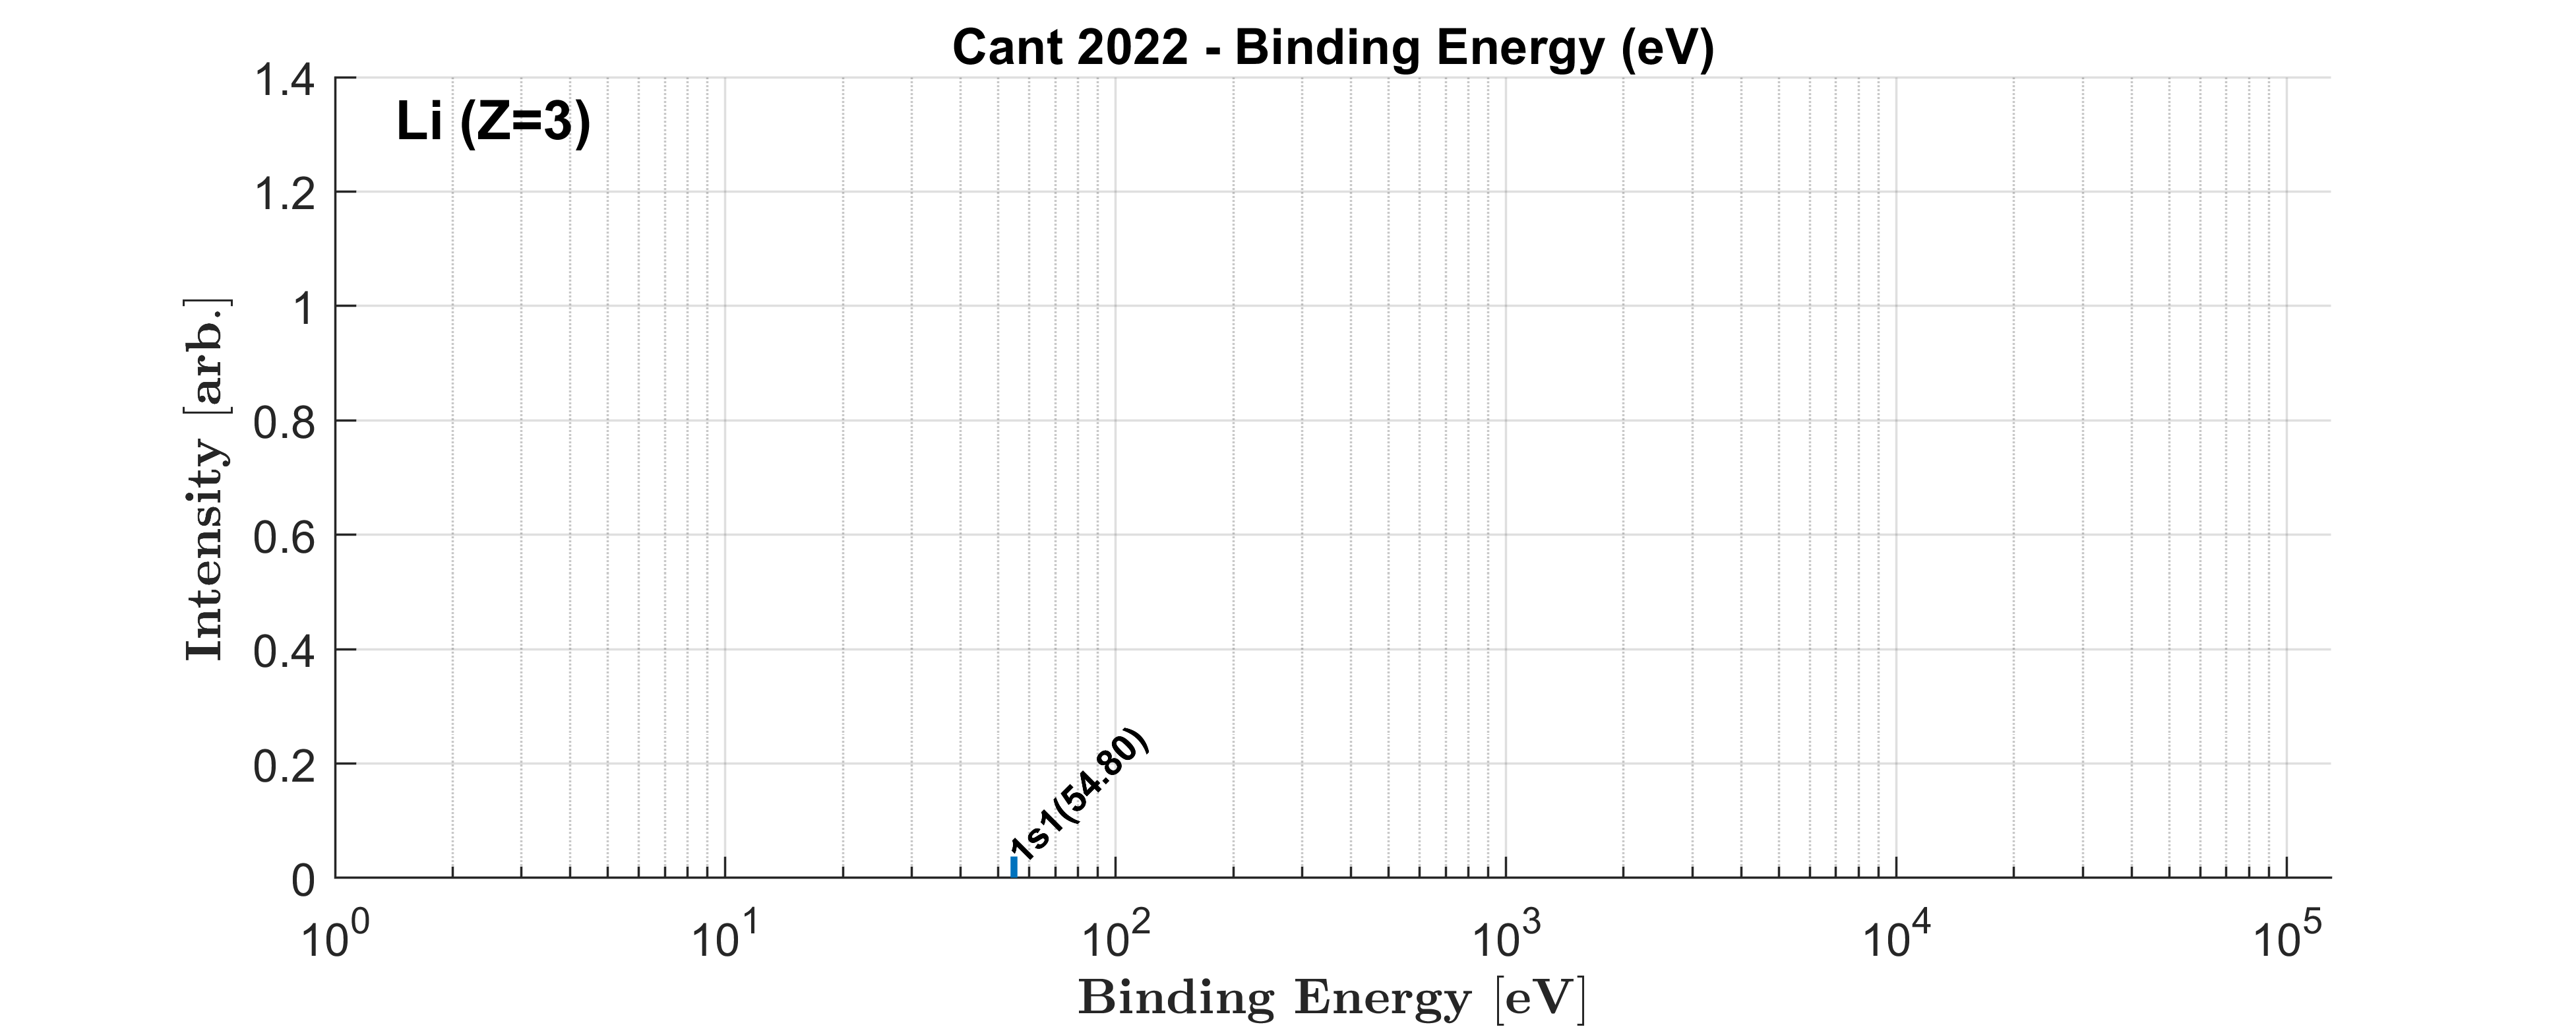 Cant 2022 - Binding Energy (eV)
Li (Z=3)
Intensity [arb.]
1.4
1.2
1
0.8
0.6
0.4
0.2
0
1s1(54.80)
10^0 10^1 10^2 10^3 10^4 10^5
Binding Energy [eV]